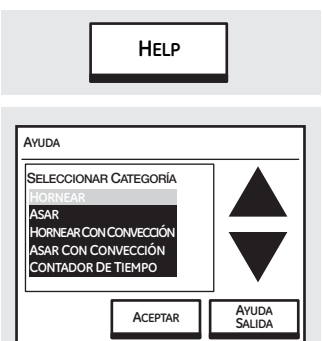 HELP
AYUDA
SELECCIONAR CATEGORÍA
HORNEAR
ASAR
HORNEAR CON CONVECCIÓN
ASAR CON CONVECCIÓN
CONTADOR DE TIEMPO
ACEPTAR
AYUDA
SALIDA